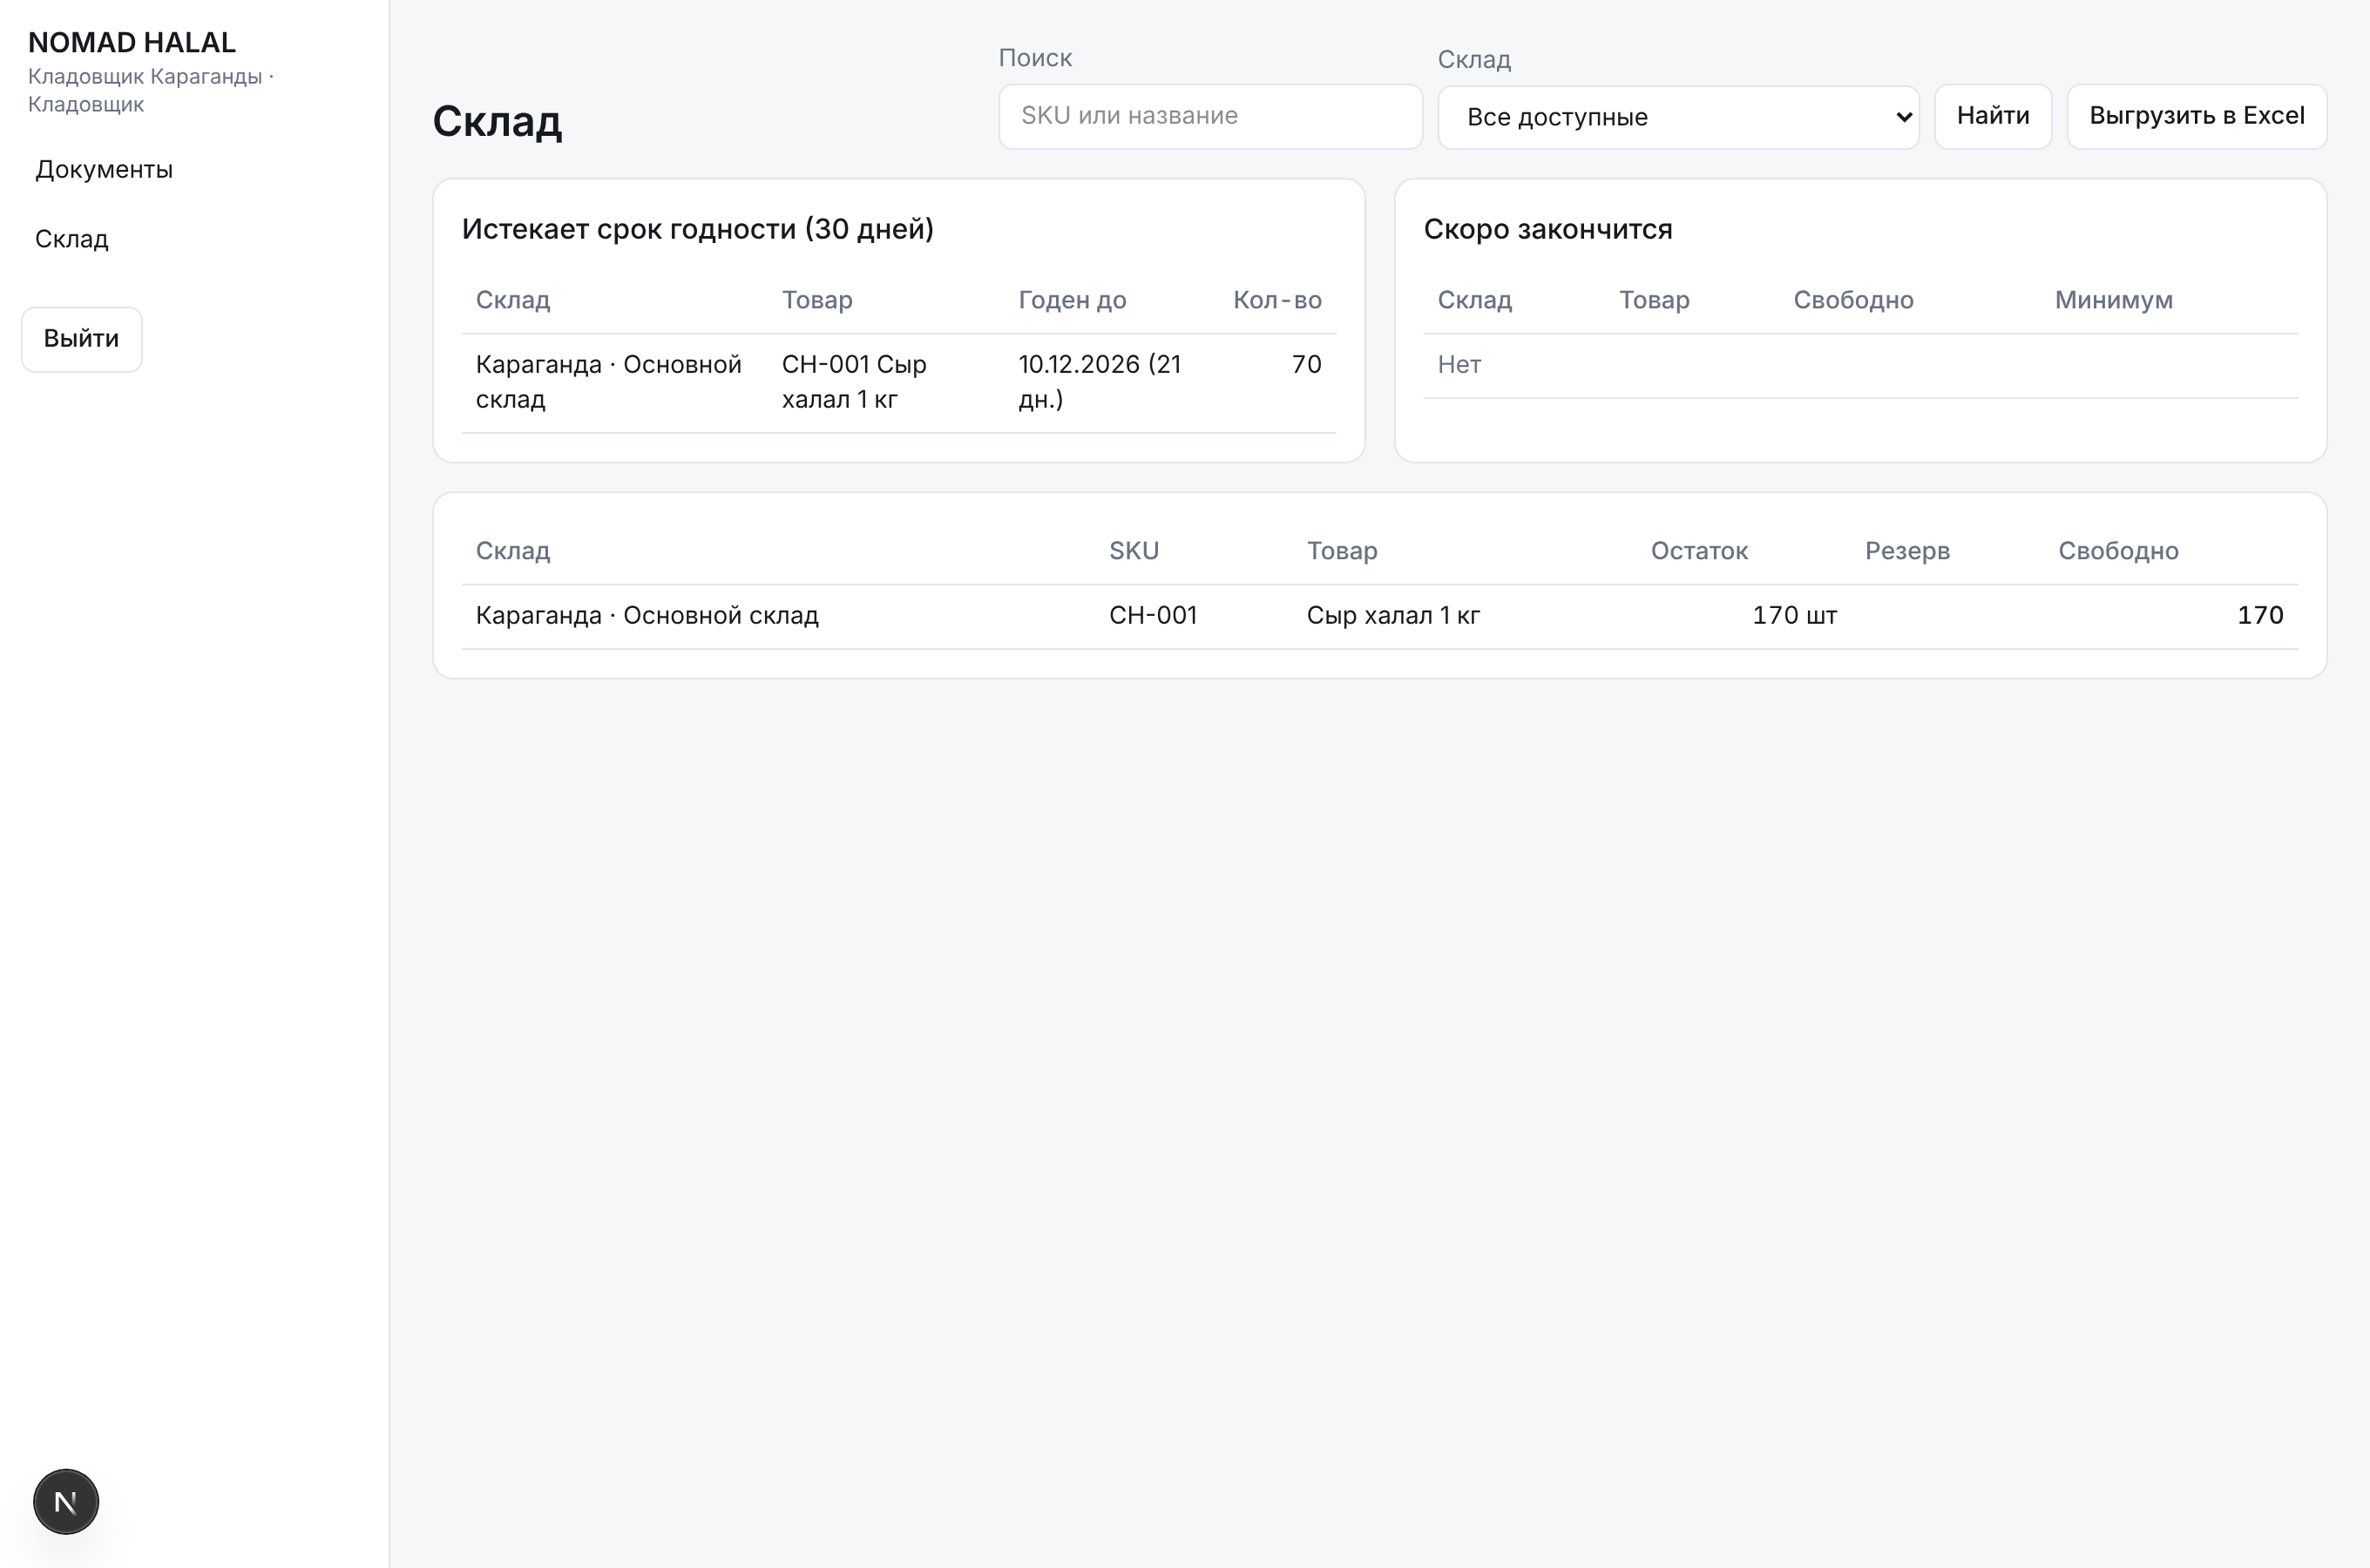 NOMAD HALAL
Кладовщик Караганды ·
Кладовщик
Документы
Склад
Выйти
Склад
Поиск
SKU или название
Склад
Все доступные
Найти
Выгрузить в Excel
Истекает срок годности (30 дней)
Склад Товар Годен до Кол-во
Караганда · Основной CH-001 Сыр 10.12.2026 (21 70
склад халал 1 кг дн.)
Скоро закончится
Склад Товар Свободно Минимум
Нет
Склад SKU Товар Остаток Резерв Свободно
Караганда · Основной склад CH-001 Сыр халал 1 кг 170 шт 170
N